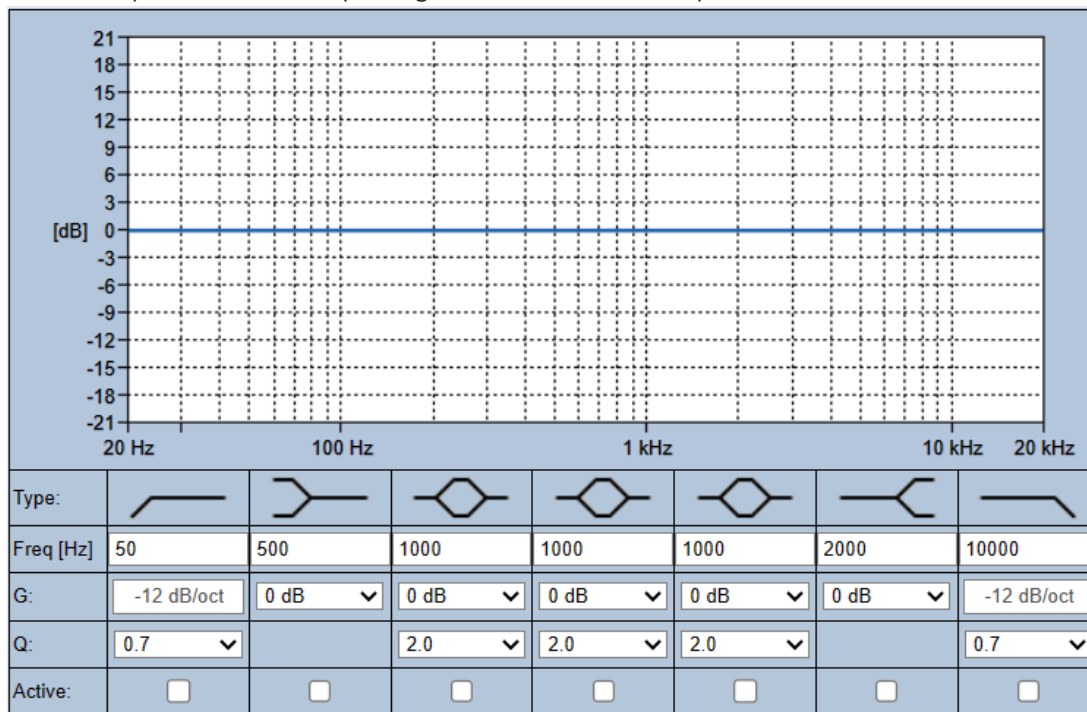 21
18
15
12
9
6
3
[dB] 0
-3
-6
-9
-12
-15
-18
-21
20 Hz 100 Hz 1 kHz 10 kHz 20 kHz
Type:
Freq [Hz] 50 500 1000 1000 1000 2000 10000
G: -12 dB/oct 0 dB 0 dB 0 dB 0 dB 0 dB -12 dB/oct
Q: 0.7 2.0 2.0 2.0 0.7
Active: